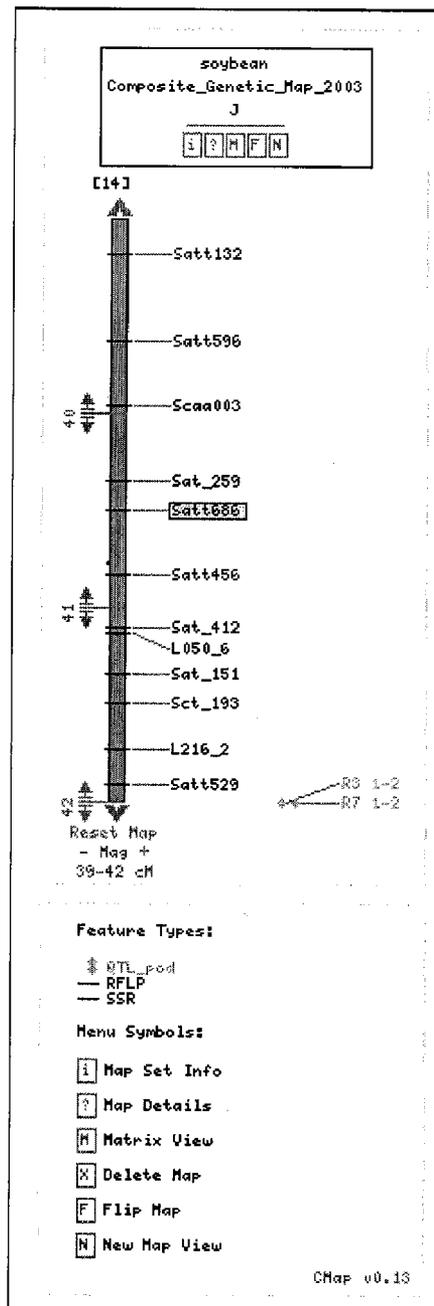 soybean
Composite_Genetic_Map_2003
J
i ? M F N
[14]
Satt132
Satt596
Scaa003
40
Sat_259
Satt686
Satt456
41
Sat_412
L050_6
Sat_151
Sct_193
L216_2
Satt529
42
R3 1-2
R7 1-2
Reset Map
- Mag +
39-42 cM
Feature Types:
QTL_pod
RFLP
SSR
Menu Symbols:
i Map Set Info
? Map Details
M Matrix View
X Delete Map
F Flip Map
N New Map View
CMap v0.13